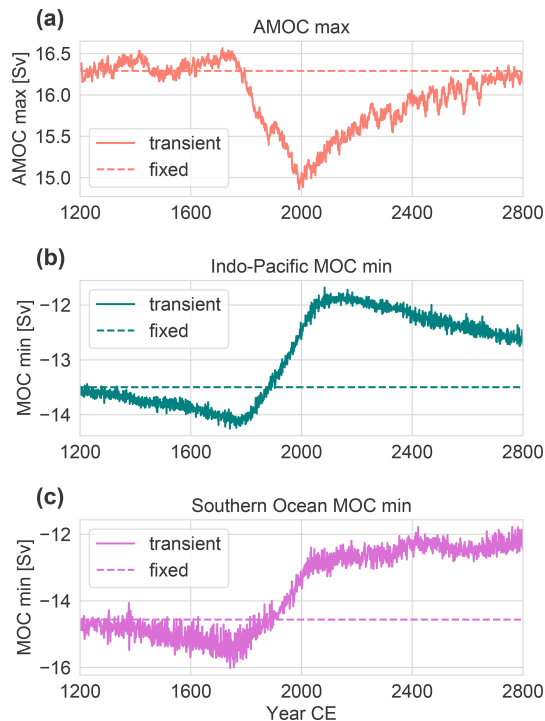 (a)
AMOC max
AMOC max [Sv]
16.5
16.0
15.5
15.0
transient
fixed
1200 1600 2000 2400 2800
(b)
Indo-Pacific MOC min
MOC min [Sv]
−12
−13
−14
transient
fixed
1200 1600 2000 2400 2800
(c)
Southern Ocean MOC min
MOC min [Sv]
−12
−14
−16
transient
fixed
1200 1600 2000 2400 2800
Year CE